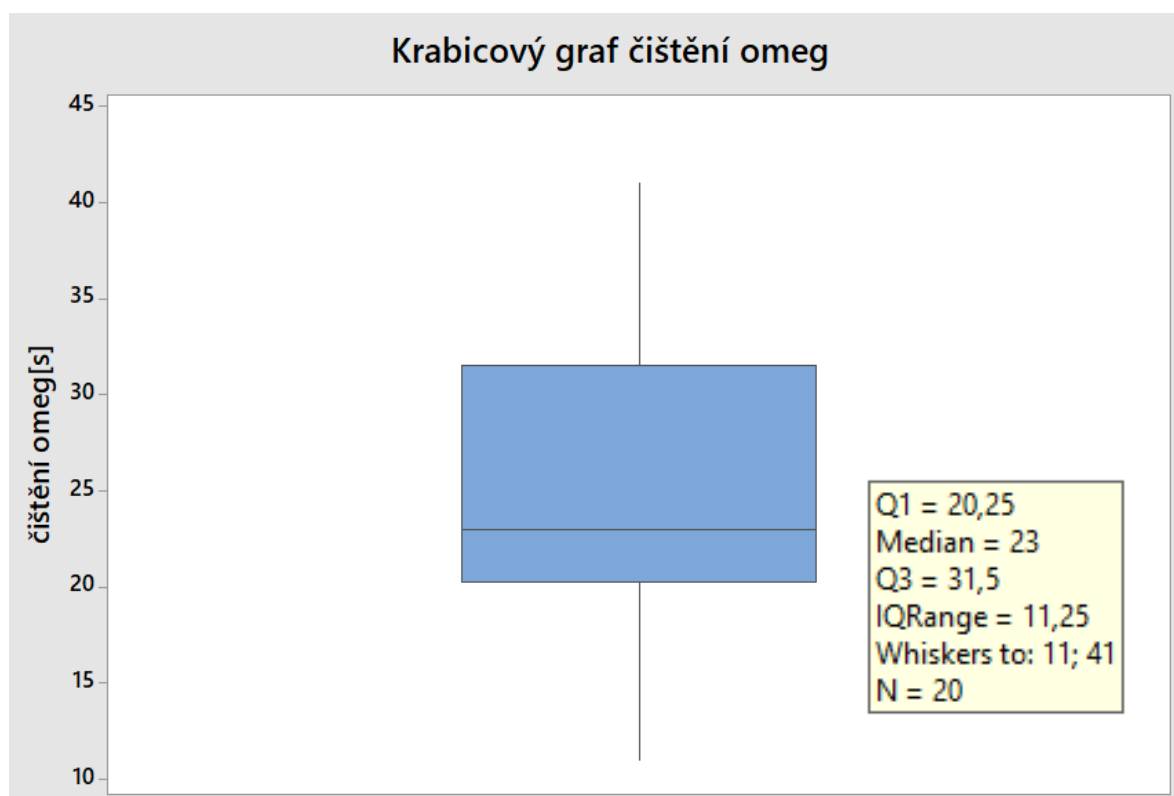 Krabicový graf čištění omeg
45
40
35
30
25
20
15
10
čištění omeg[s]
Q1 = 20,25
Median = 23
Q3 = 31,5
IQRange = 11,25
Whiskers to: 11; 41
N = 20